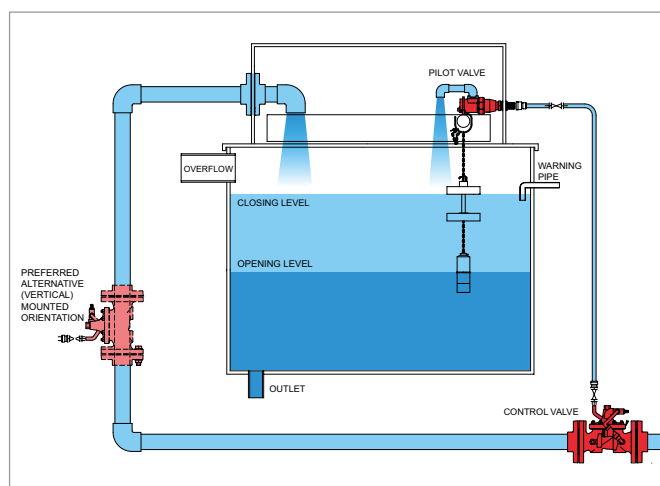 PILOT VALVE
OVERFLOW
WARNING
PIPE
CLOSING LEVEL
OPENING LEVEL
PREFERRED
ALTERNATIVE
(VERTICAL)
MOUNTED
ORIENTATION
OUTLET
CONTROL VALVE